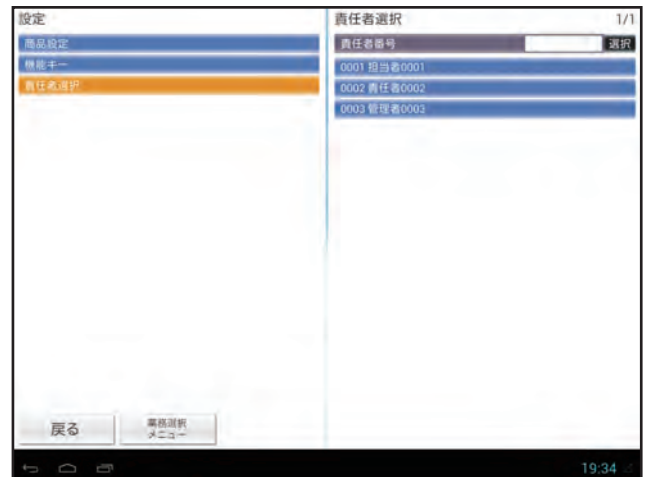 設定
商品設定
機能キー
責任者選択
戻る
業務選択
メニュー
責任者選択 1/1
責任者番号 選択
0001 担当者0001
0002 責任者0002
0003 管理者0003
19:34